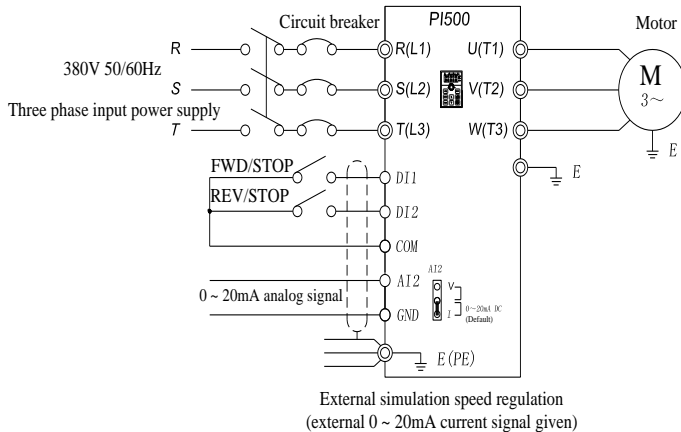 Circuit breaker
PI500
Motor
R
R(L1)
U(T1)
380V 50/60Hz
S
S(L2)
V(T2)
M
3~
Three phase input power supply
T
T(L3)
W(T3)
E
FWD/STOP
DI1
E
REV/STOP
DI2
COM
AI2
AI2
V
0 ~ 20mA analog signal
0~20mA DC
(Default)
I
GND
E(PE)
External simulation speed regulation
(external 0 ~ 20mA current signal given)